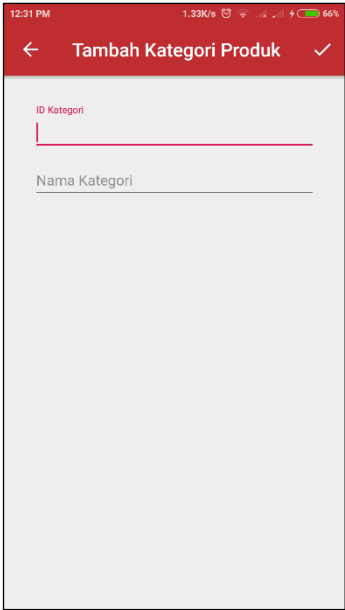 12:31 PM 1.33K/s 66%
Tambah Kategori Produk
ID Kategori
Nama Kategori